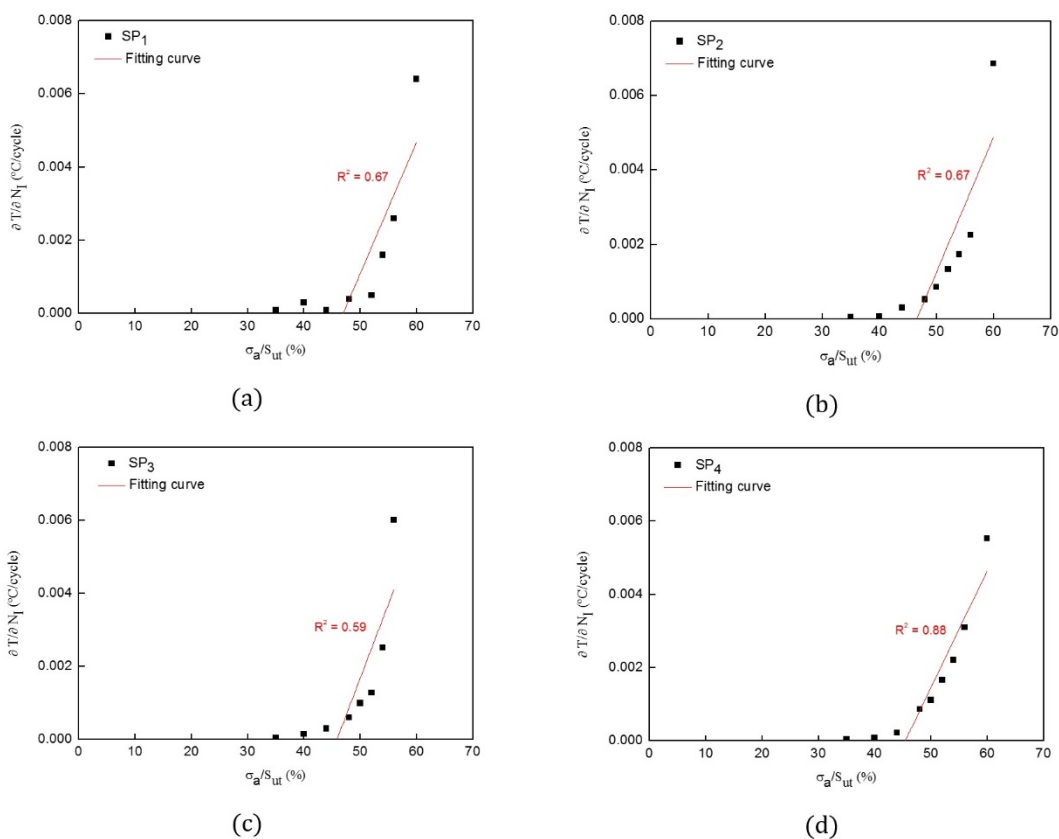 SP1
Fitting curve
R² = 0.67
∂ T/∂ N_I (°C/cycle)
0.008
0.006
0.004
0.002
0.000
0 10 20 30 40 50 60 70
σa/Sut (%)
(a)
SP2
Fitting curve
R² = 0.67
∂ T/∂ N_I (°C/cycle)
0.008
0.006
0.004
0.002
0.000
0 10 20 30 40 50 60 70
σa/Sut (%)
(b)
SP3
Fitting curve
R² = 0.59
∂ T/∂ N_I (°C/cycle)
0.008
0.006
0.004
0.002
0.000
0 10 20 30 40 50 60 70
σa/Sut (%)
(c)
SP4
Fitting curve
R² = 0.88
∂ T/∂ N_I (°C/cycle)
0.008
0.006
0.004
0.002
0.000
0 10 20 30 40 50 60 70
σa/Sut (%)
(d)